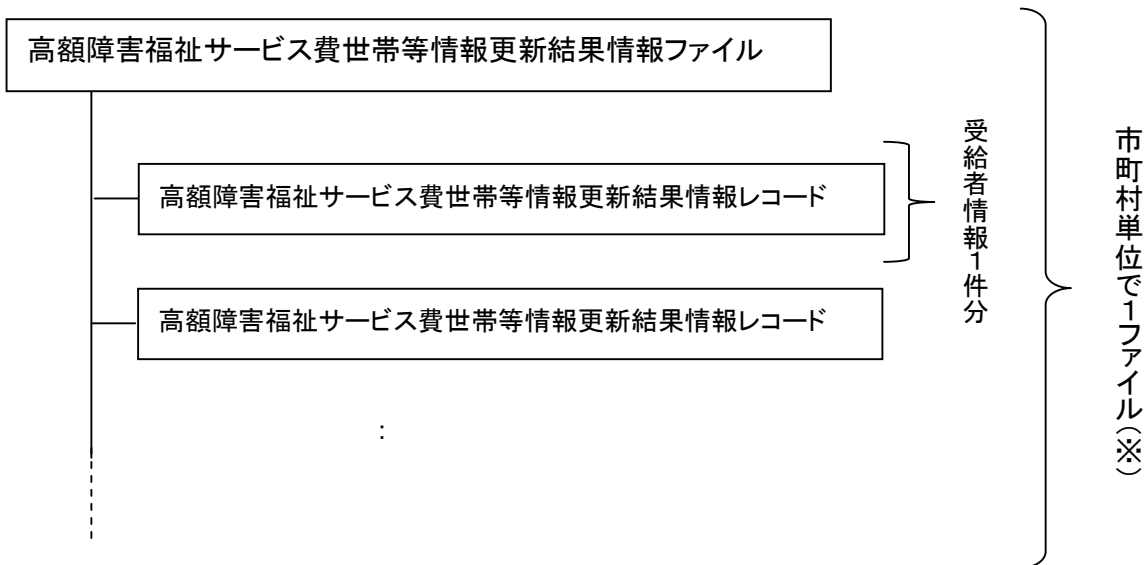 高額障害福祉サービス費世帯等情報更新結果情報ファイル
高額障害福祉サービス費世帯等情報更新結果情報レコード
受給者情報1件分
高額障害福祉サービス費世帯等情報更新結果情報レコード
:
市町村単位で1ファイル(※)